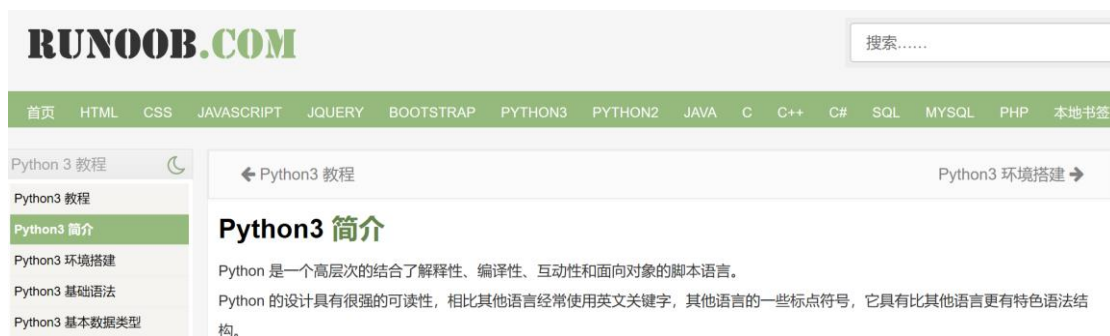 RUNOOB.COM
搜索……
首页 HTML CSS JAVASCRIPT JQUERY BOOTSTRAP PYTHON3 PYTHON2 JAVA C C++ C# SQL MYSQL PHP 本地书签
Python 3 教程
Python3 教程
Python3 简介
Python3 环境搭建
Python3 基础语法
Python3 基本数据类型
← Python3 教程
Python3 环境搭建 →
Python3 简介
Python 是一个高层次的结合了解释性、编译性、互动性和面向对象的脚本语言。
Python 的设计具有很强的可读性，相比其他语言经常使用英文关键字，其他语言的一些标点符号，它具有比其他语言更有特色语法结
构。